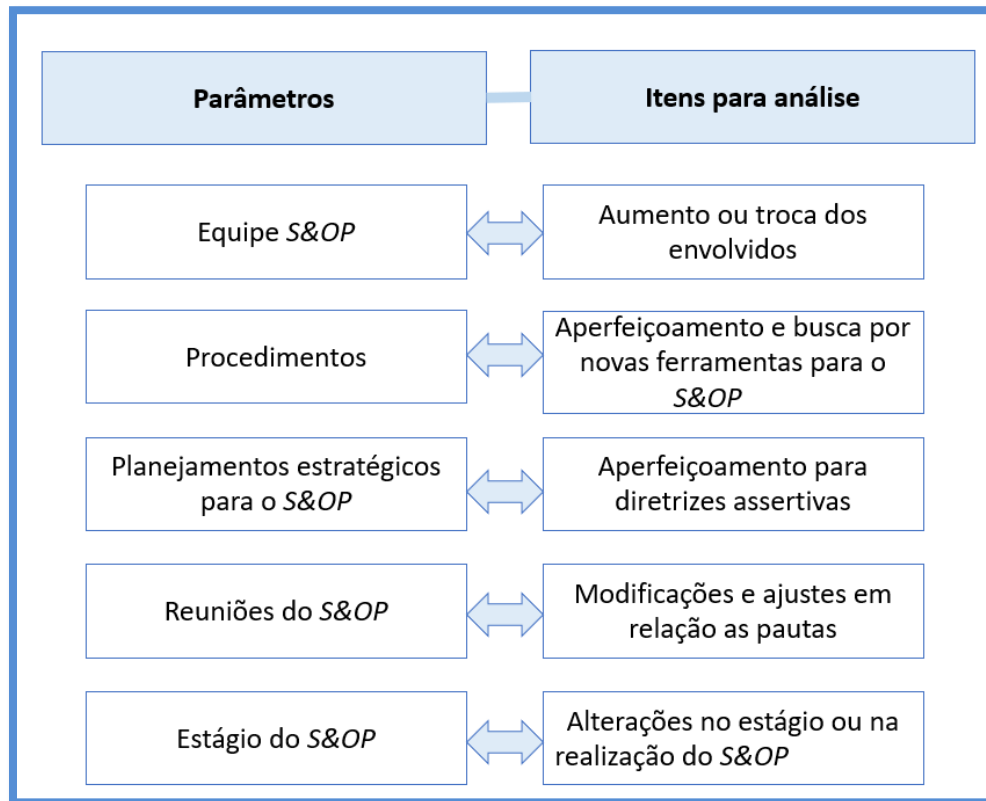 Parâmetros
Itens para análise
Equipe S&OP
Aumento ou troca dos
envolvidos
Procedimentos
Aperfeiçoamento e busca por
novas ferramentas para o
S&OP
Planejamentos estratégicos
para o S&OP
Aperfeiçoamento para
diretrizes assertivas
Reuniões do S&OP
Modificações e ajustes em
relação as pautas
Estágio do S&OP
Alterações no estágio ou na
realização do S&OP